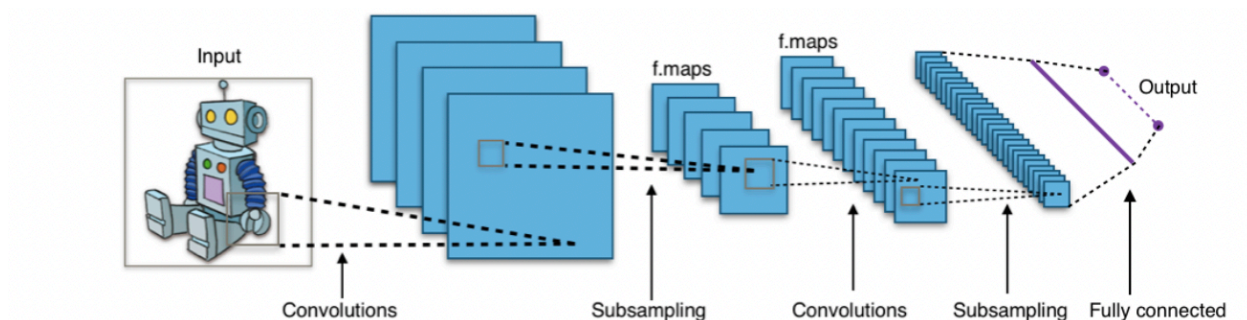 Input
f.maps
f.maps
Output
Convolutions
Subsampling
Convolutions
Subsampling
Fully connected